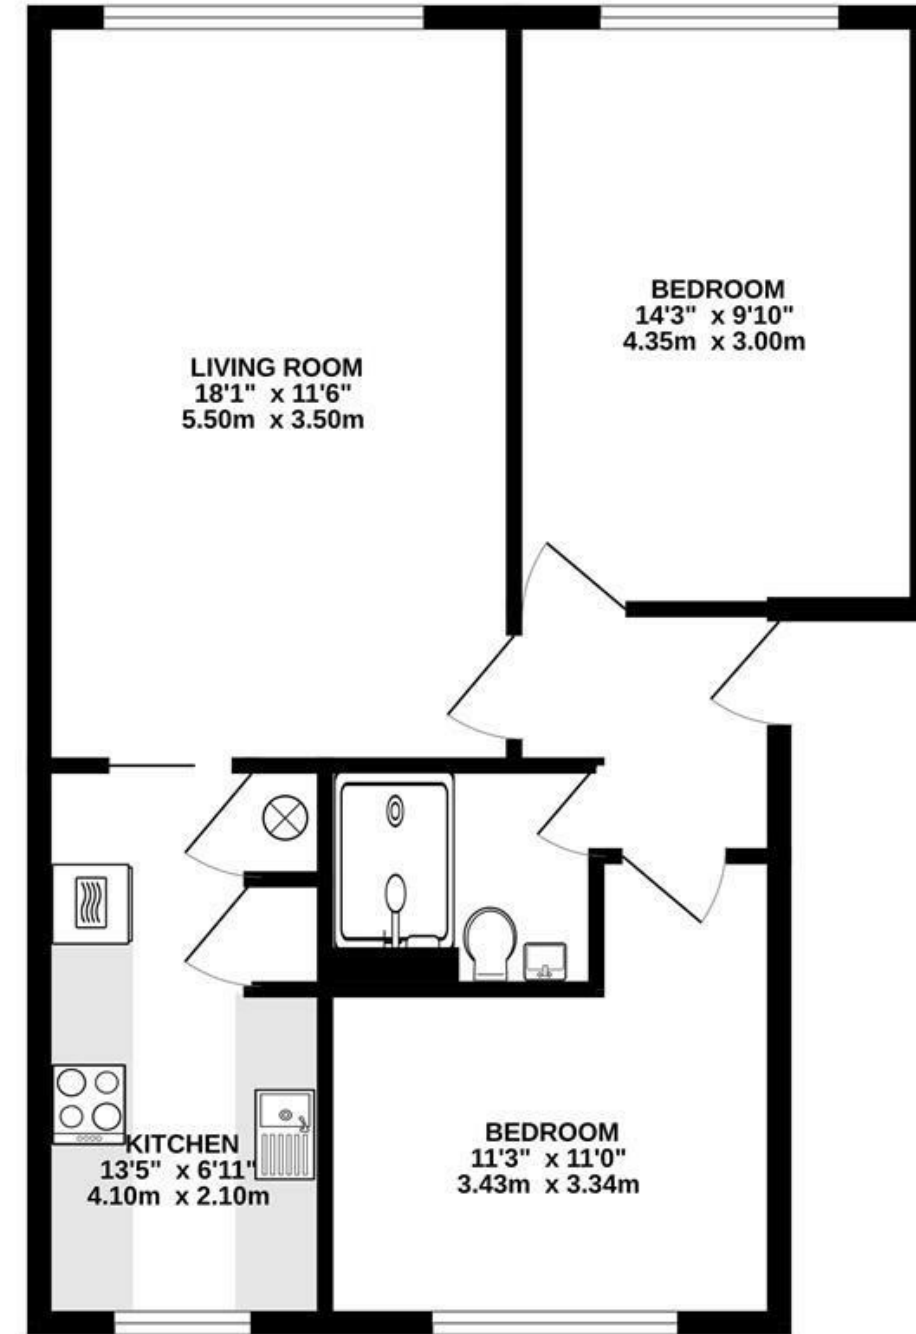 BEDROOM
14'3" x 9'10"
4.35m x 3.00m
LIVING ROOM
18'1" x 11'6"
5.50m x 3.50m
BEDROOM
11'3" x 11'0"
3.43m x 3.34m
KITCHEN
13'5" x 6'11"
4.10m x 2.10m